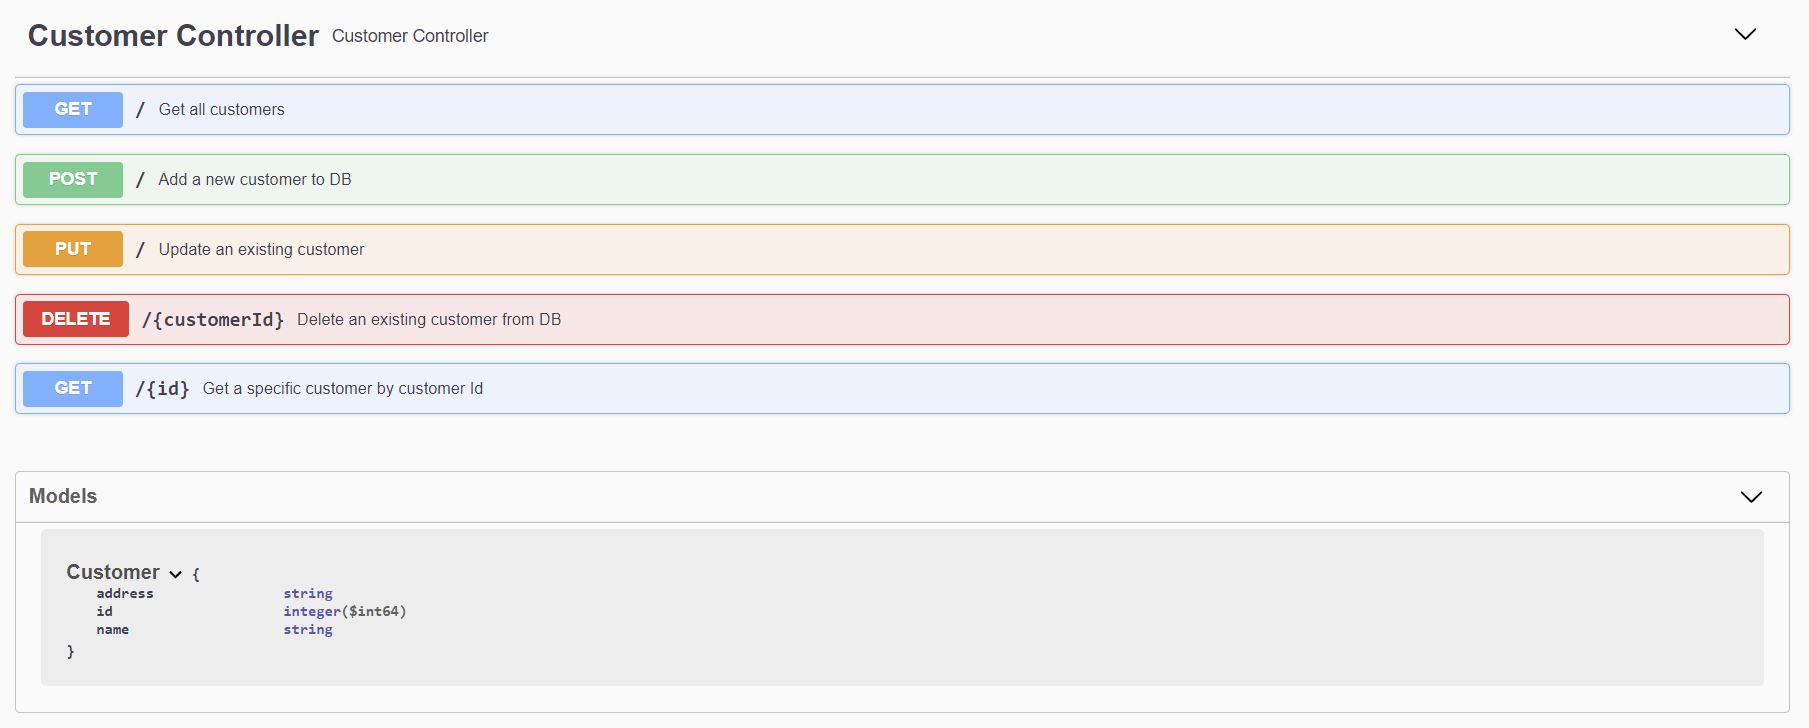 Customer Controller Customer Controller
GET / Get all customers
POST / Add a new customer to DB
PUT / Update an existing customer
DELETE /{customerId} Delete an existing customer from DB
GET /{id} Get a specific customer by customer Id
Models
Customer {
address string
id integer($int64)
name string
}